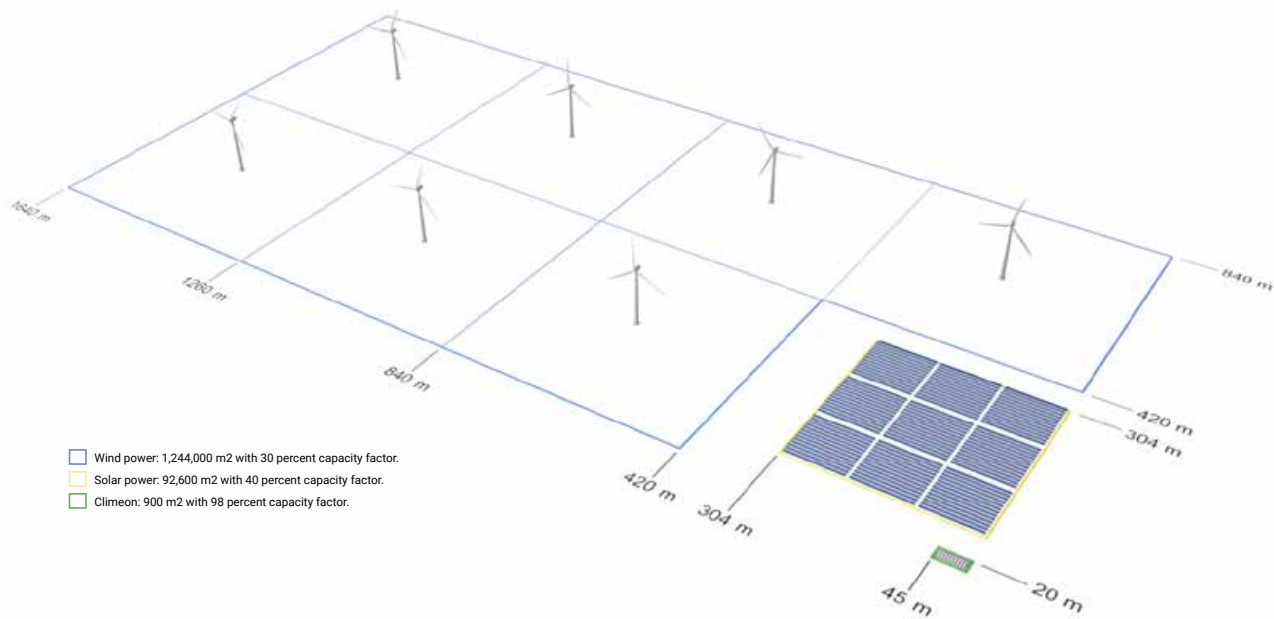 1640 m
1260 m
840 m
420 m
840 m
420 m
304 m
304 m
45 m
20 m
Wind power: 1,244,000 m2 with 30 percent capacity factor.
Solar power: 92,600 m2 with 40 percent capacity factor.
Climeon: 900 m2 with 98 percent capacity factor.